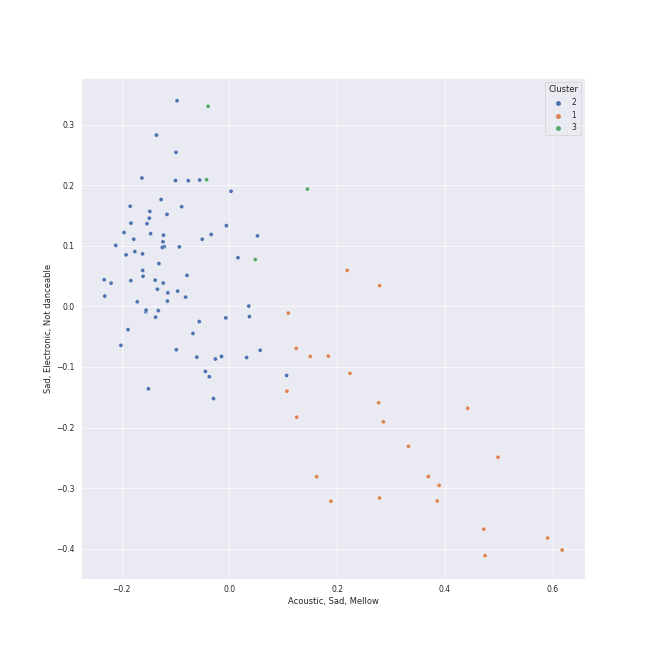 Cluster
2
1
3
0.3
0.2
0.1
0.0
−0.1
−0.2
−0.3
−0.4
Sad, Electronic, Not danceable
−0.2 0.0 0.2 0.4 0.6
Acoustic, Sad, Mellow